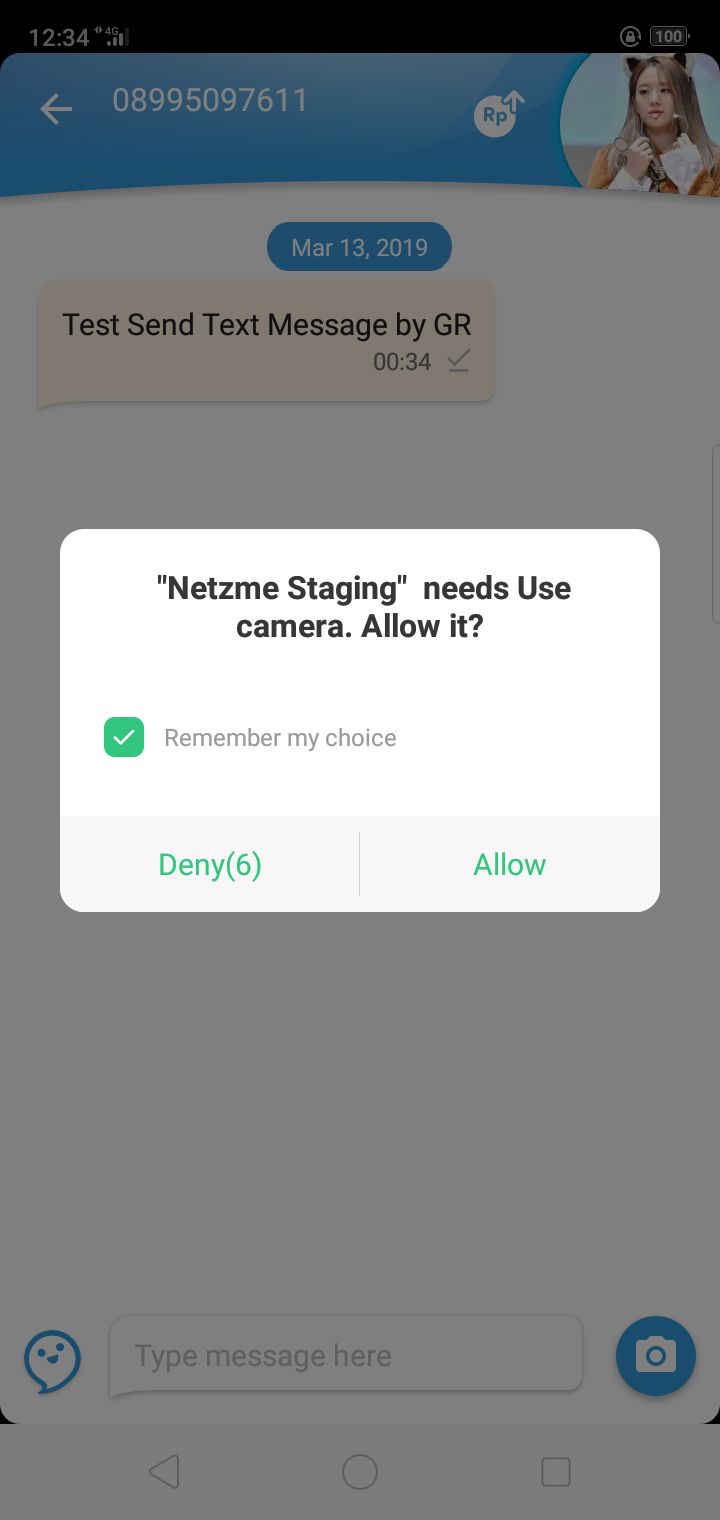 12:34 4G 100
08995097611
Rp
Mar 13, 2019
Test Send Text Message by GR
00:34
"Netzme Staging"  needs Use
camera. Allow it?
Remember my choice
Deny(6)
Allow
Type message here